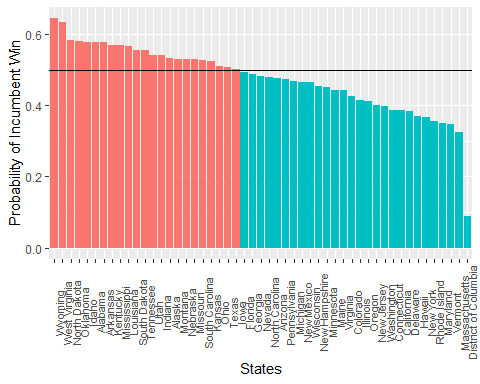 Probability of Incumbent Win
0.6
0.4
0.2
0.0
Wyoming
West Virginia
North Dakota
Oklahoma
Idaho
Alabama
Arkansas
Kentucky
Mississippi
Louisiana
South Dakota
Tennessee
Utah
Indiana
Alaska
Montana
Nebraska
Missouri
South Carolina
Kansas
Ohio
Texas
Iowa
Florida
Georgia
Nevada
North Carolina
Arizona
Pennsylvania
Michigan
New Mexico
Wisconsin
New Hampshire
Minnesota
Maine
Virginia
Colorado
Illinois
Oregon
New Jersey
Washington
Connecticut
California
Delaware
Hawaii
New York
Rhode Island
Maryland
Vermont
Massachusetts
District of Columbia
States